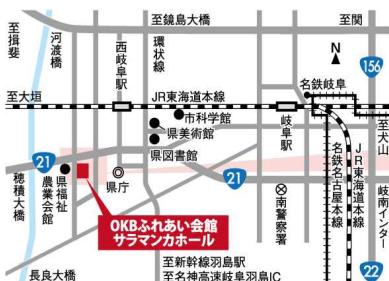 至鏡島大橋
至関
至揖斐
河渡橋
西岐阜駅
環状線
N
156
名鉄岐阜
至大垣
JR東海道本線
市科学館
県美術館
県図書館
岐阜駅
至犬山
21
県庁
21
穂積大橋
県福祉
農業会館
南警察署
名鉄名古屋本線
JR東海道本線
岐南インター
OKBふれあい会館
サラマンカホール
長良大橋
至新幹線羽島駅
至名神高速岐阜羽島IC
22